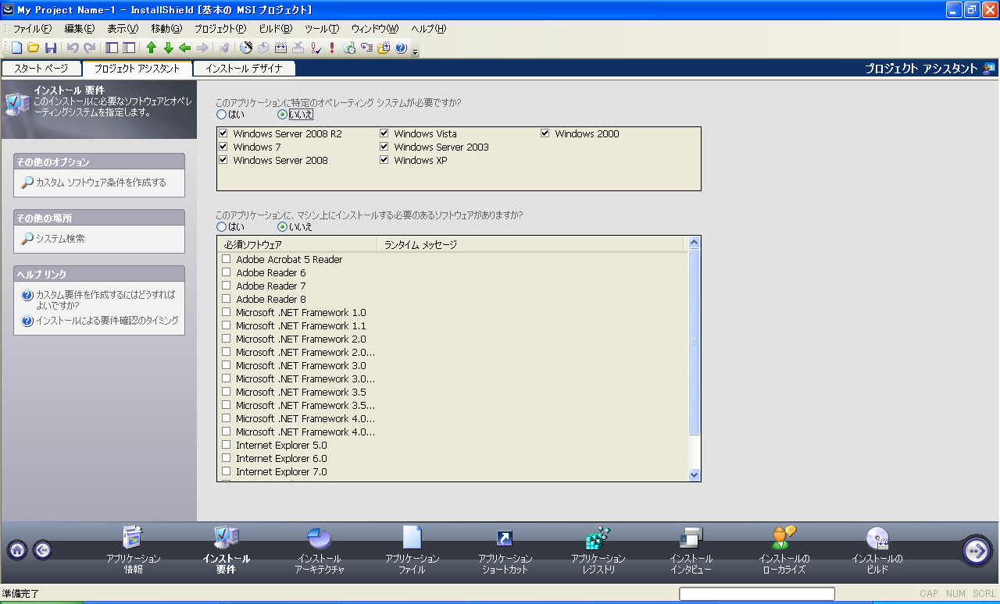 My Project Name-1 - InstallShield [基本の MSI プロジェクト]
ファイル(F) 編集(E) 表示(V) 移動(G) プロジェクト(P) ビルド(B) ツール(T) ウィンドウ(W) ヘルプ(H)
スタート ページ プロジェクト アシスタント インストール デザイナ プロジェクト アシスタント
インストール 要件
このインストールに必要なソフトウェアとオペレ
ーティングシステムを指定します。
その他のオプション
カスタム ソフトウェア条件を作成する
その他の場所
システム検索
ヘルプ リンク
カスタム要件を作成するにはどうすれば
よいですか?
インストールによる要件確認のタイミング
このアプリケーションに特定のオペレーティング システムが必要ですか?
はい いいえ
Windows Server 2008 R2 Windows Vista Windows 2000
Windows 7 Windows Server 2003
Windows Server 2008 Windows XP
このアプリケーションに、マシン上にインストールする必要のあるソフトウェアがありますか?
はい いいえ
必須ソフトウェア ランタイム メッセージ
Adobe Acrobat 5 Reader
Adobe Reader 6
Adobe Reader 7
Adobe Reader 8
Microsoft .NET Framework 1.0
Microsoft .NET Framework 1.1
Microsoft .NET Framework 2.0
Microsoft .NET Framework 2.0...
Microsoft .NET Framework 3.0
Microsoft .NET Framework 3.0...
Microsoft .NET Framework 3.5
Microsoft .NET Framework 3.5...
Microsoft .NET Framework 4.0...
Microsoft .NET Framework 4.0...
Internet Explorer 5.0
Internet Explorer 6.0
Internet Explorer 7.0
アプリケーション
情報
インストール
要件
インストール
アーキテクチャ
アプリケーション
ファイル
アプリケーション
ショートカット
アプリケーション
レジストリ
インストール
インタビュー
インストールの
ローカライズ
インストールの
ビルド
準備完了 CAP NUM SCRL